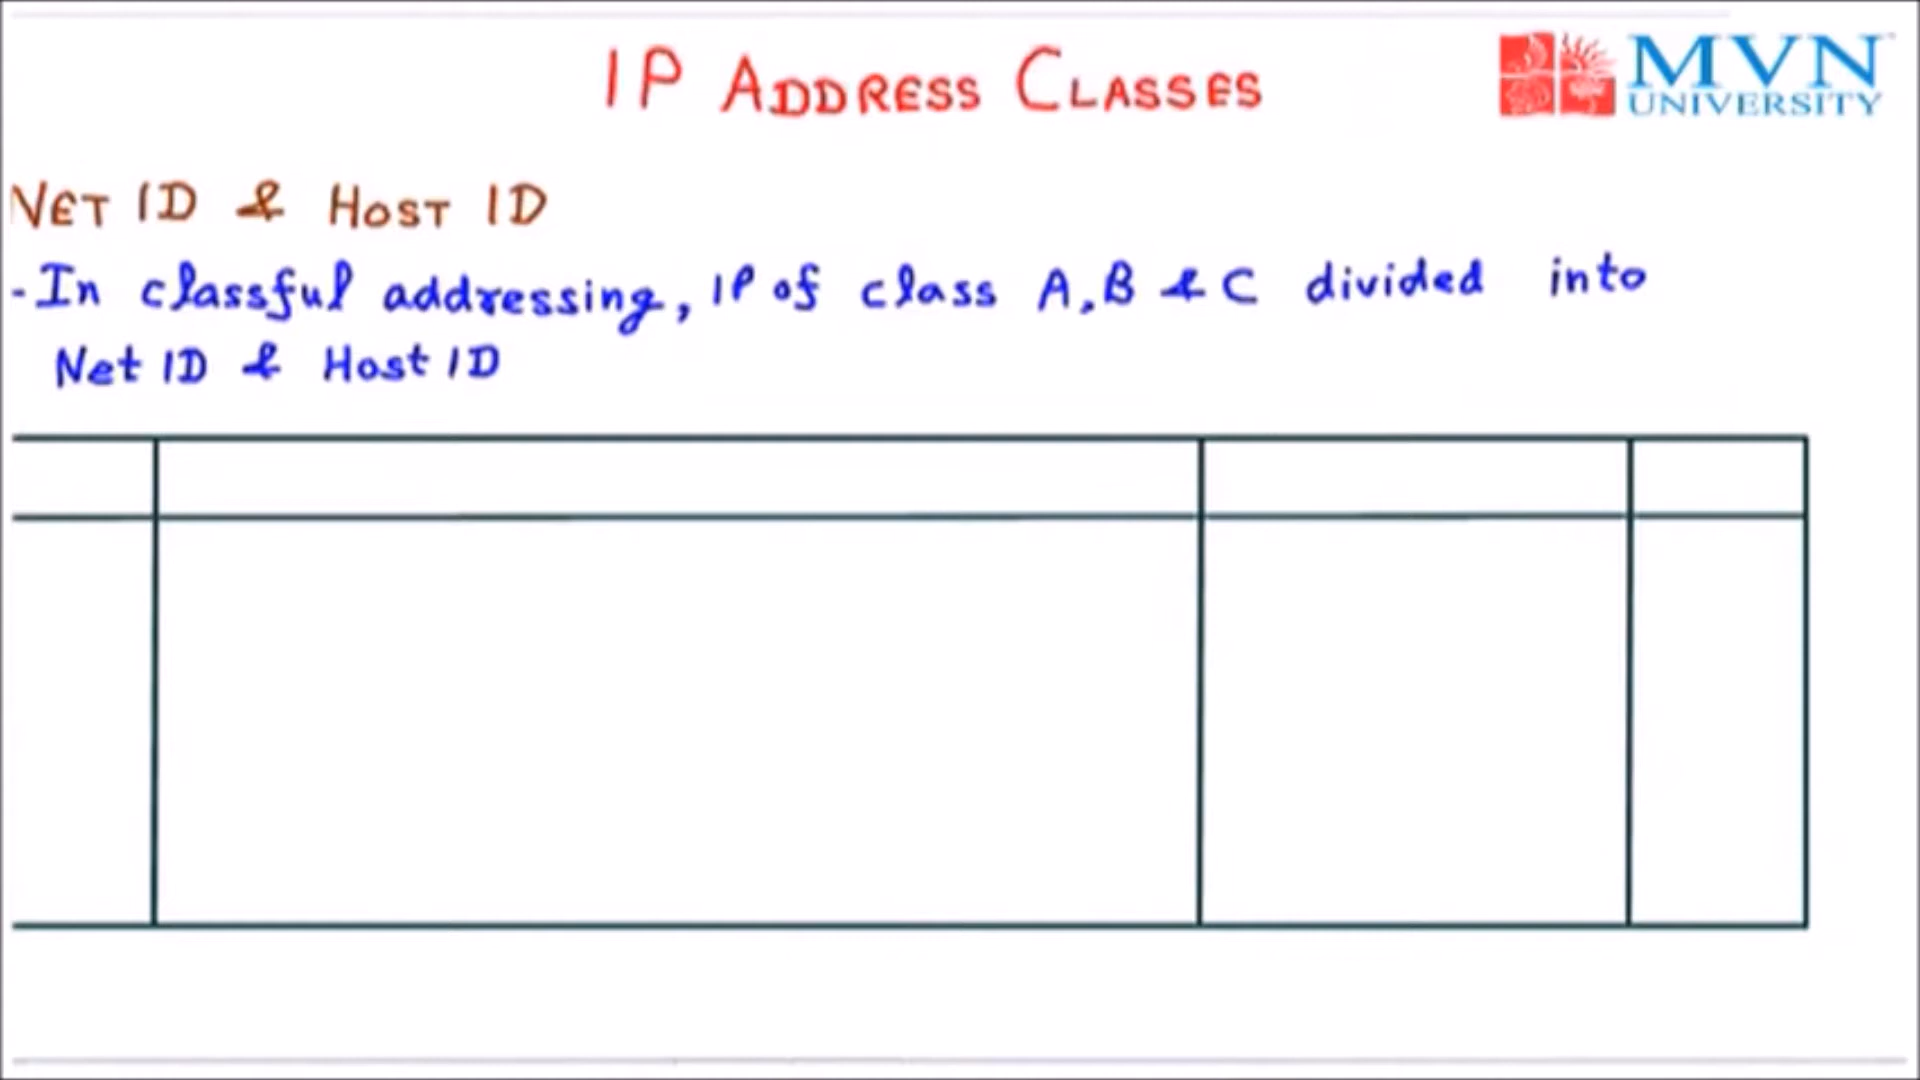 IP ADDRESS CLASSES
MVN
UNIVERSITY
NET ID & HOST ID
- In classful addressing, IP of class A, B & C divided into
Net ID & Host ID